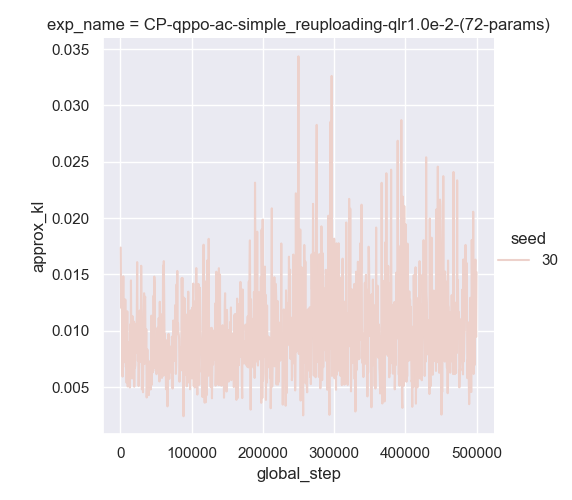 exp_name = CP-qppo-ac-simple_reuploading-qlr1.0e-2-(72-params)
0.035
0.030
0.025
0.020
0.015
0.010
0.005
approx_kl
seed
30
0 100000 200000 300000 400000 500000
global_step